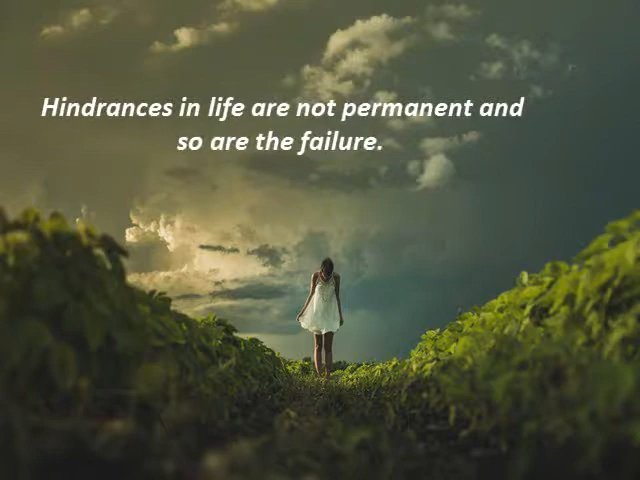 Hindrances in life are not permanent and
so are the failure.